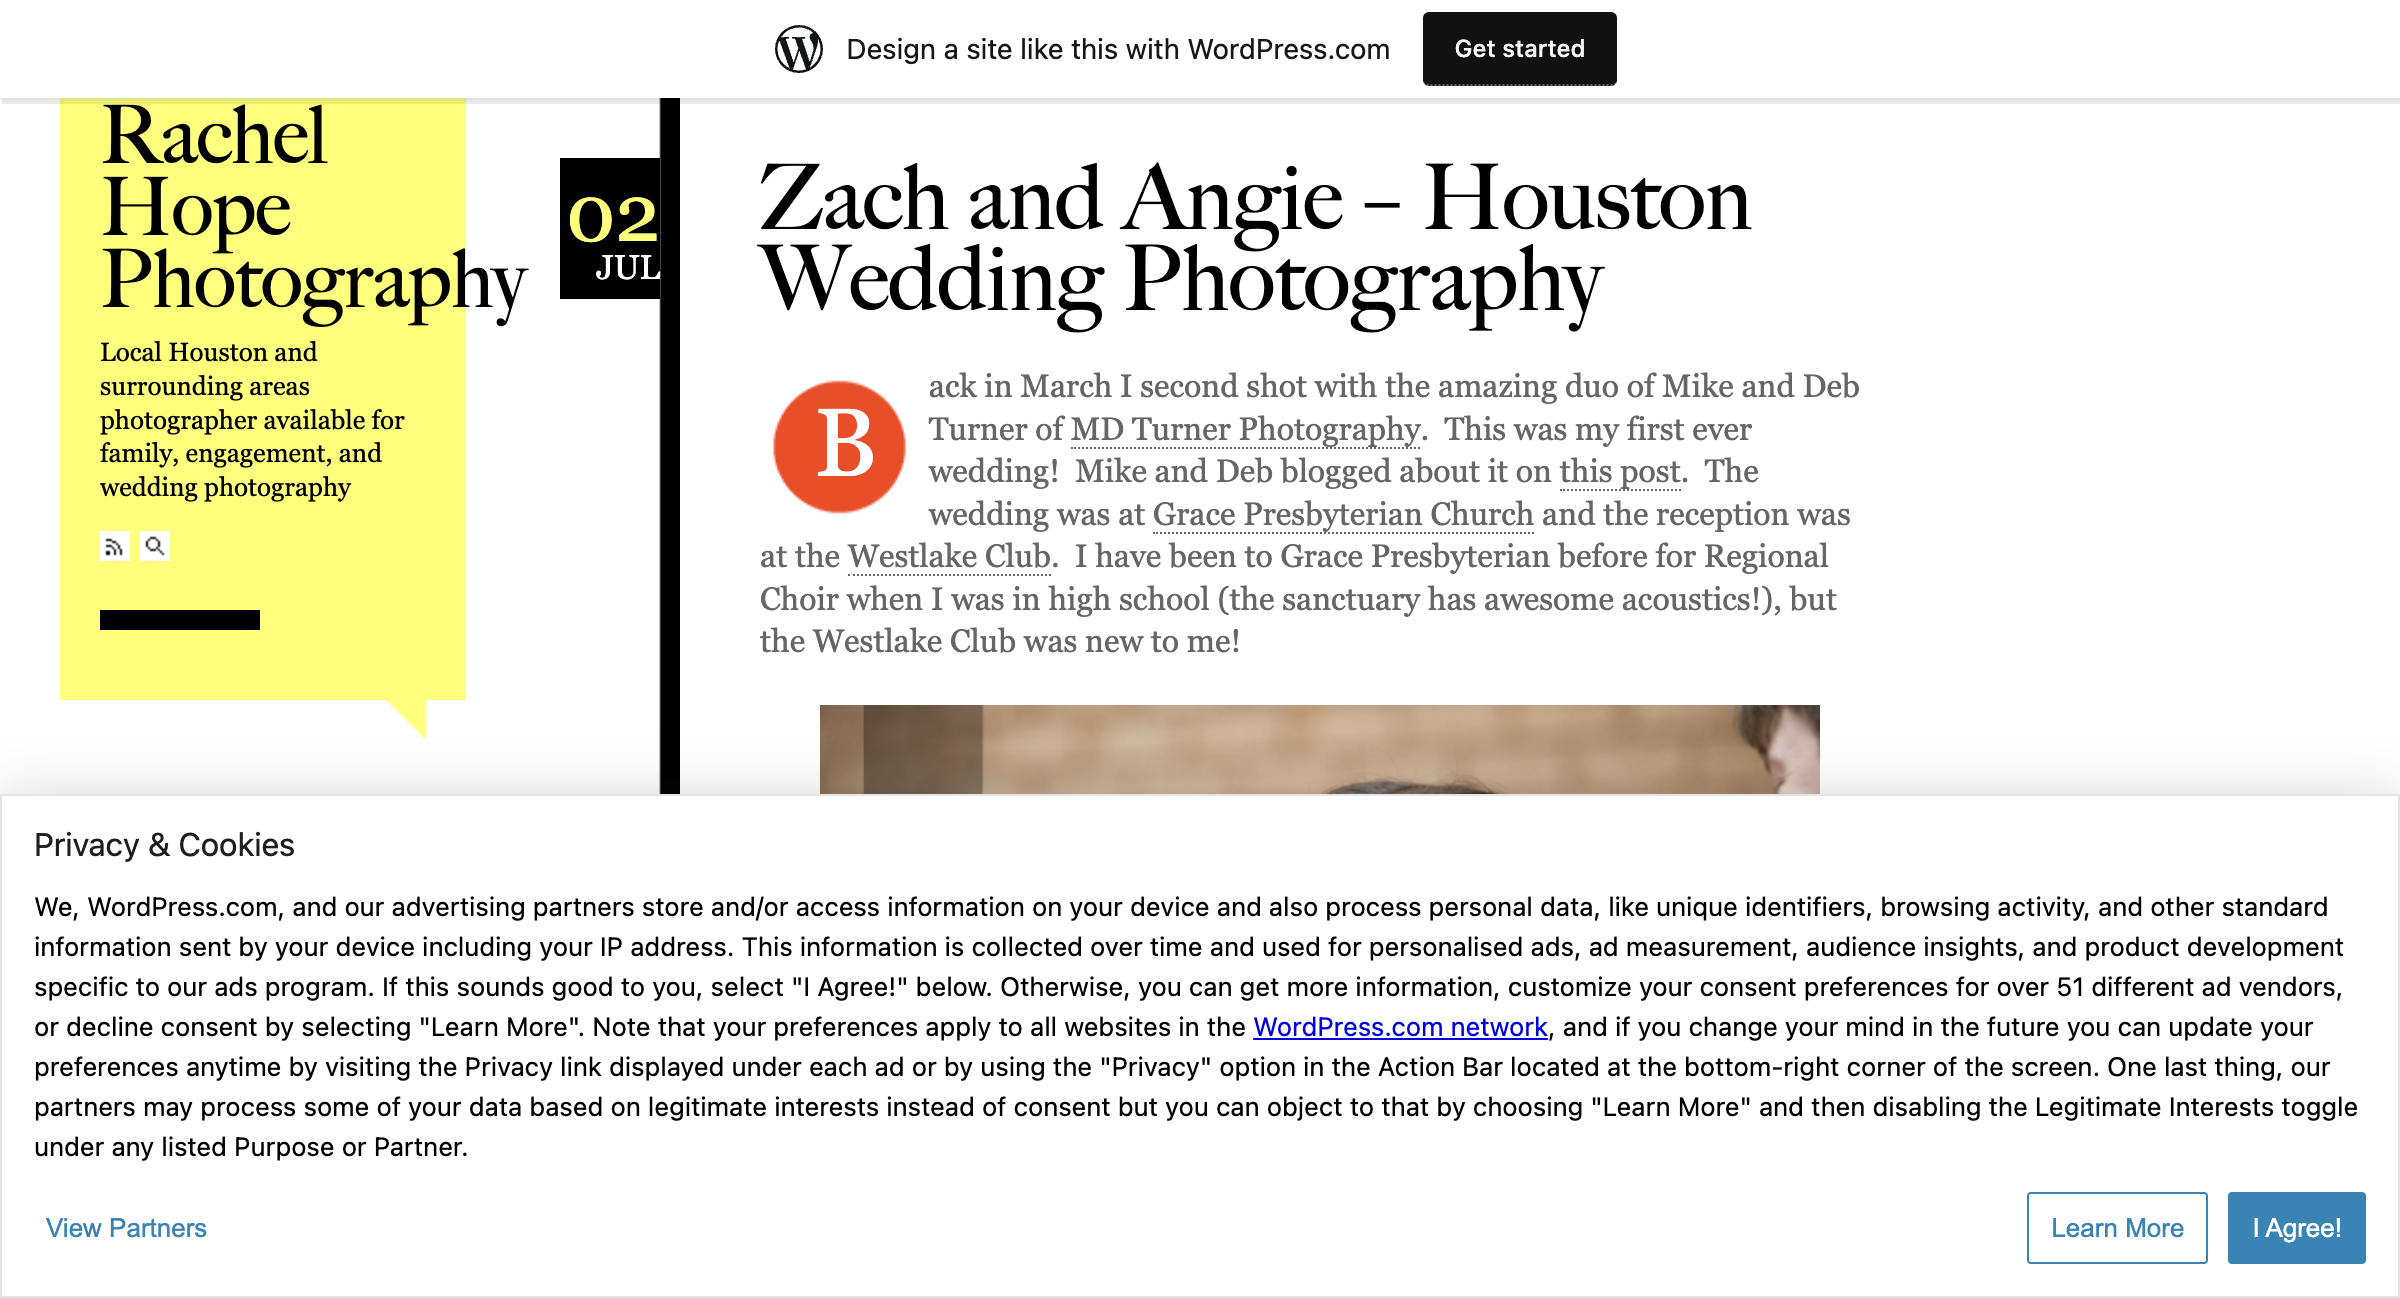 Design a site like this with WordPress.com
Get started
Rachel
Hope
Photography
Local Houston and
surrounding areas
photographer available for
family, engagement, and
wedding photography
02
JUL
Zach and Angie – Houston
Wedding Photography
Back in March I second shot with the amazing duo of Mike and Deb
Turner of MD Turner Photography.  This was my first ever
wedding!  Mike and Deb blogged about it on this post.  The
wedding was at Grace Presbyterian Church and the reception was
at the Westlake Club.  I have been to Grace Presbyterian before for Regional
Choir when I was in high school (the sanctuary has awesome acoustics!), but
the Westlake Club was new to me!
Privacy & Cookies
We, WordPress.com, and our advertising partners store and/or access information on your device and also process personal data, like unique identifiers, browsing activity, and other standard
information sent by your device including your IP address. This information is collected over time and used for personalised ads, ad measurement, audience insights, and product development
specific to our ads program. If this sounds good to you, select "I Agree!" below. Otherwise, you can get more information, customize your consent preferences for over 51 different ad vendors,
or decline consent by selecting "Learn More". Note that your preferences apply to all websites in the WordPress.com network, and if you change your mind in the future you can update your
preferences anytime by visiting the Privacy link displayed under each ad or by using the "Privacy" option in the Action Bar located at the bottom-right corner of the screen. One last thing, our
partners may process some of your data based on legitimate interests instead of consent but you can object to that by choosing "Learn More" and then disabling the Legitimate Interests toggle
under any listed Purpose or Partner.
View Partners
Learn More
I Agree!